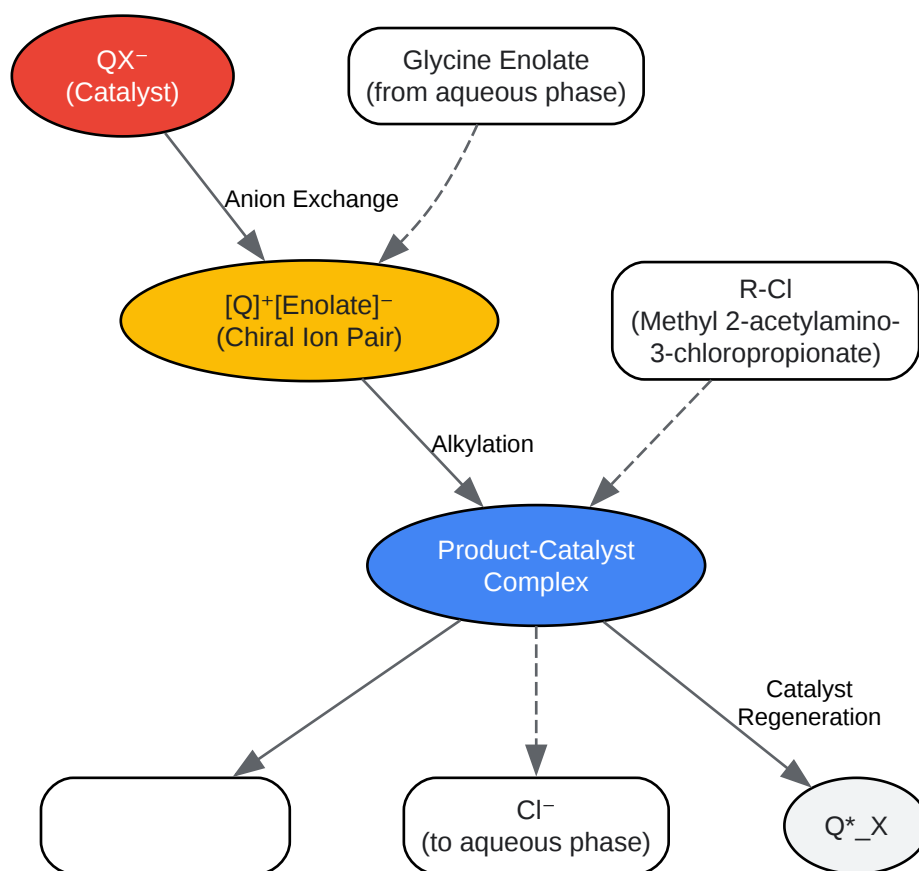 QX⁻
(Catalyst)
Glycine Enolate
(from aqueous phase)
Anion Exchange
[Q]⁺[Enolate]⁻
(Chiral Ion Pair)
R-Cl
(Methyl 2-acetylamino-
3-chloropropionate)
Alkylation
Product-Catalyst
Complex
Catalyst
Regeneration
Cl⁻
(to aqueous phase)
Q*_X